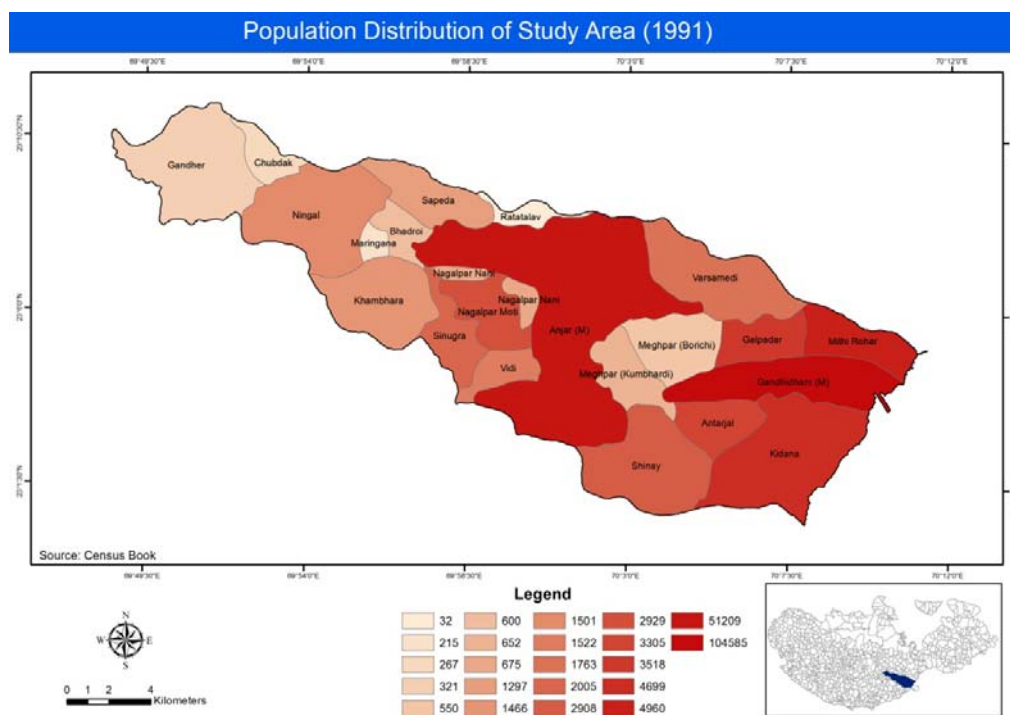 Population Distribution of Study Area (1991)
69°49'30"E 69°54'0"E 69°58'30"E 70°3'0"E 70°7'30"E 70°12'0"E
Gandher
Chubdak
Sapeda
Ratatalav
Ningal
Bhadroi
Maringana
Nagalpar Nani
Varsamedi
Khambhara
Nagalpar Nani
Nagalpar Moti
Sinugra
Anjar (M)
Meghpar (Borichi)
Galpadar
Mithi Rohar
Vidi
Meghpar (Kumbhardi)
Gandhidham (M)
Antarjal
Kidana
Shinay
Source: Census Book
69°49'30"E 69°54'0"E 69°58'30"E 70°3'0"E 70°7'30"E 70°12'0"E
Legend
32 600 1501 2929 51209
215 652 1522 3305 104585
267 675 1763 3518
321 1297 2005 4699
550 1466 2908 4960
N
W E
S
0 1 2 4
Kilometers